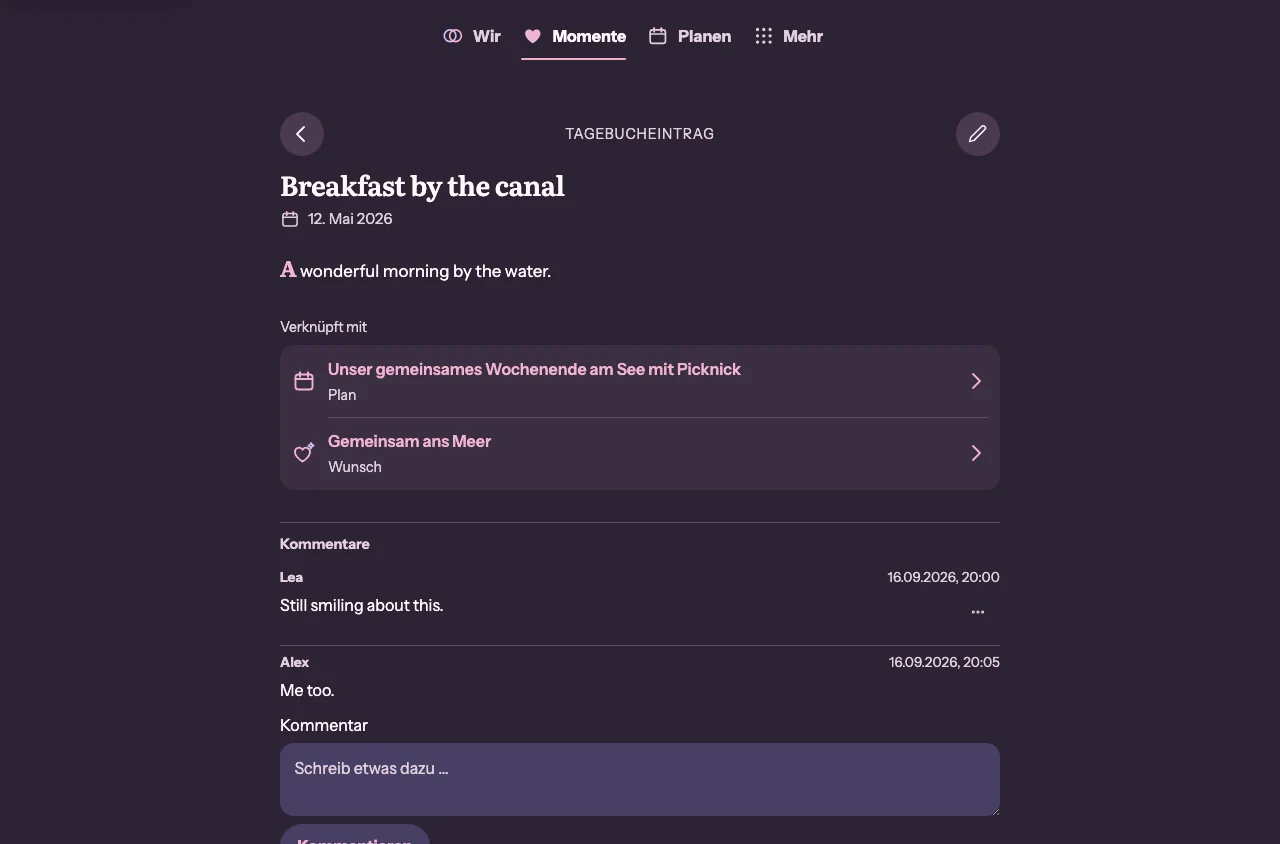 Wir Momente Planen Mehr
TAGEBUCHEINTRAG
Breakfast by the canal
12. Mai 2026
A wonderful morning by the water.
Verknüpft mit
Unser gemeinsames Wochenende am See mit Picknick
Plan
Gemeinsam ans Meer
Wunsch
Kommentare
Lea 16.09.2026, 20:00
Still smiling about this.
Alex 16.09.2026, 20:05
Me too.
Kommentar
Schreib etwas dazu ...
Kommentieren